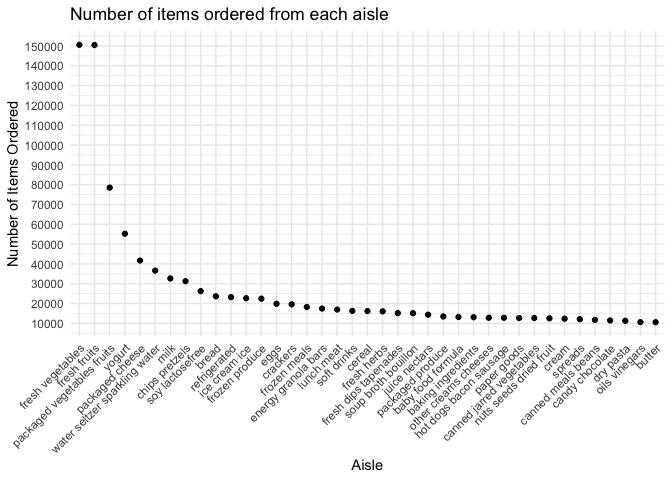 Number of items ordered from each aisle
Number of Items Ordered
150000
140000
130000
120000
110000
100000
90000
80000
70000
60000
50000
40000
30000
20000
10000
fresh vegetables
fresh fruits
packaged vegetables fruits
yogurt
packaged cheese
water seltzer sparkling water
milk
chips pretzels
soy lactosefree
bread
refrigerated
ice cream ice
frozen produce
eggs
crackers
frozen meals
energy granola bars
lunch meat
soft drinks
cereal
fresh herbs
fresh dips tapenades
soup broth bouillon
juice nectars
packaged produce
baby food formula
baking ingredients
other creams cheeses
hot dogs bacon sausage
paper goods
canned jarred vegetables
nuts seeds dried fruit
cream
spreads
canned meals beans
candy chocolate
dry pasta
oils vinegars
butter
Aisle